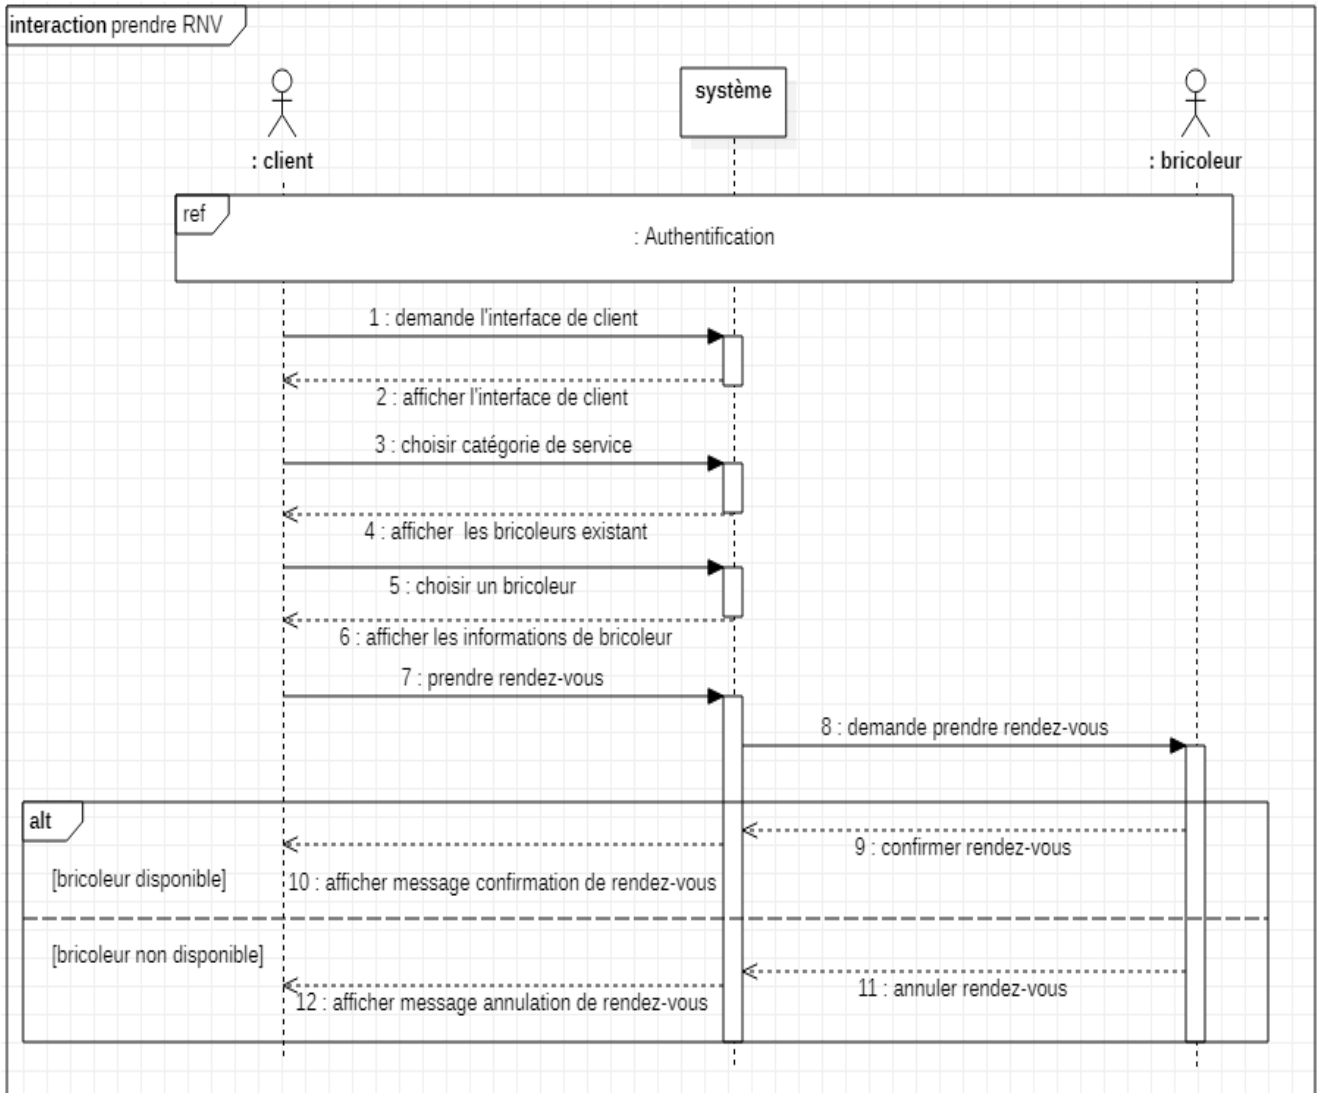 interaction prendre RNV
système
: client
: bricoleur
ref
: Authentification
1 : demande l'interface de client
2 : afficher l'interface de client
3 : choisir catégorie de service
4 : afficher  les bricoleurs existant
5 : choisir un bricoleur
6 : afficher les informations de bricoleur
7 : prendre rendez-vous
8 : demande prendre rendez-vous
alt
9 : confirmer rendez-vous
[bricoleur disponible]
10 : afficher message confirmation de rendez-vous
[bricoleur non disponible]
11 : annuler rendez-vous
12 : afficher message annulation de rendez-vous